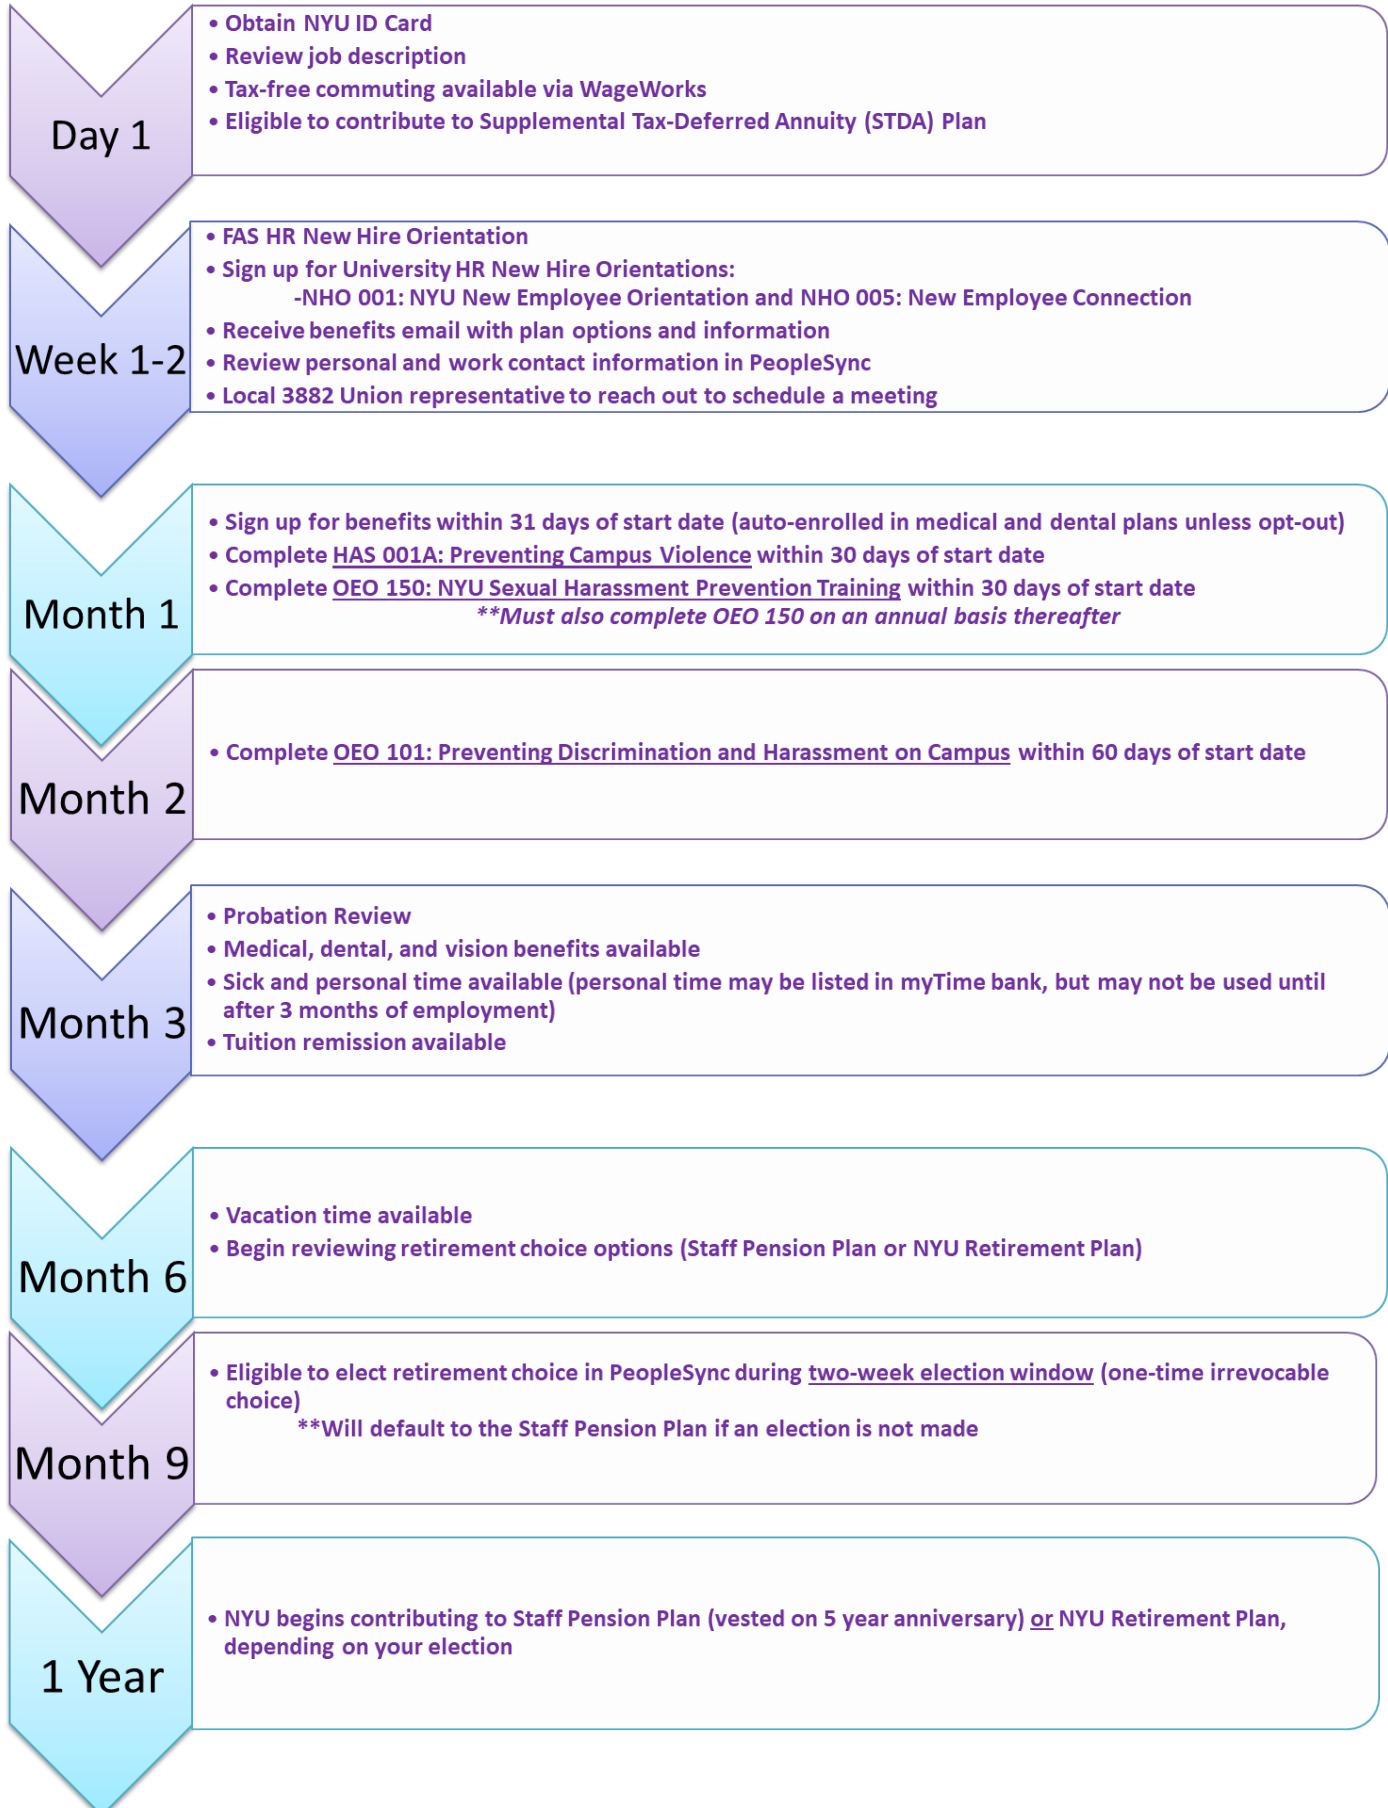 • Obtain NYU ID Card
• Review job description
• Tax-free commuting available via WageWorks
• Eligible to contribute to Supplemental Tax-Deferred Annuity (STDA) Plan
Day 1
• FAS HR New Hire Orientation
• Sign up for University HR New Hire Orientations:
-NHO 001: NYU New Employee Orientation and NHO 005: New Employee Connection
• Receive benefits email with plan options and information
• Review personal and work contact information in PeopleSync
• Local 3882 Union representative to reach out to schedule a meeting
Week 1-2
• Sign up for benefits within 31 days of start date (auto-enrolled in medical and dental plans unless opt-out)
• Complete HAS 001A: Preventing Campus Violence within 30 days of start date
• Complete OEO 150: NYU Sexual Harassment Prevention Training within 30 days of start date
**Must also complete OEO 150 on an annual basis thereafter
Month 1
• Complete OEO 101: Preventing Discrimination and Harassment on Campus within 60 days of start date
Month 2
• Probation Review
• Medical, dental, and vision benefits available
• Sick and personal time available (personal time may be listed in myTime bank, but may not be used until
after 3 months of employment)
• Tuition remission available
Month 3
• Vacation time available
• Begin reviewing retirement choice options (Staff Pension Plan or NYU Retirement Plan)
Month 6
• Eligible to elect retirement choice in PeopleSync during two-week election window (one-time irrevocable
choice)
**Will default to the Staff Pension Plan if an election is not made
Month 9
• NYU begins contributing to Staff Pension Plan (vested on 5 year anniversary) or NYU Retirement Plan,
depending on your election
1 Year